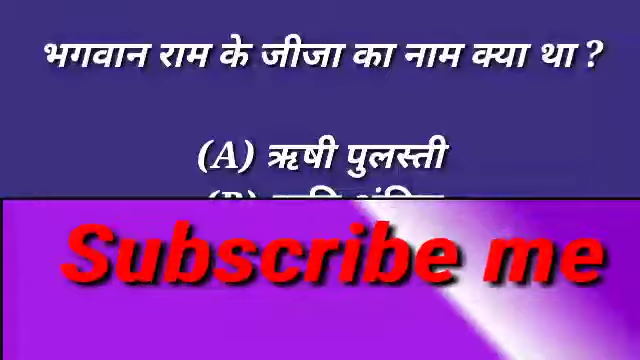 भगवान राम के जीजा का नाम क्या था ?
(A) ऋषी पुलस्ती
(B)
Subscribe me